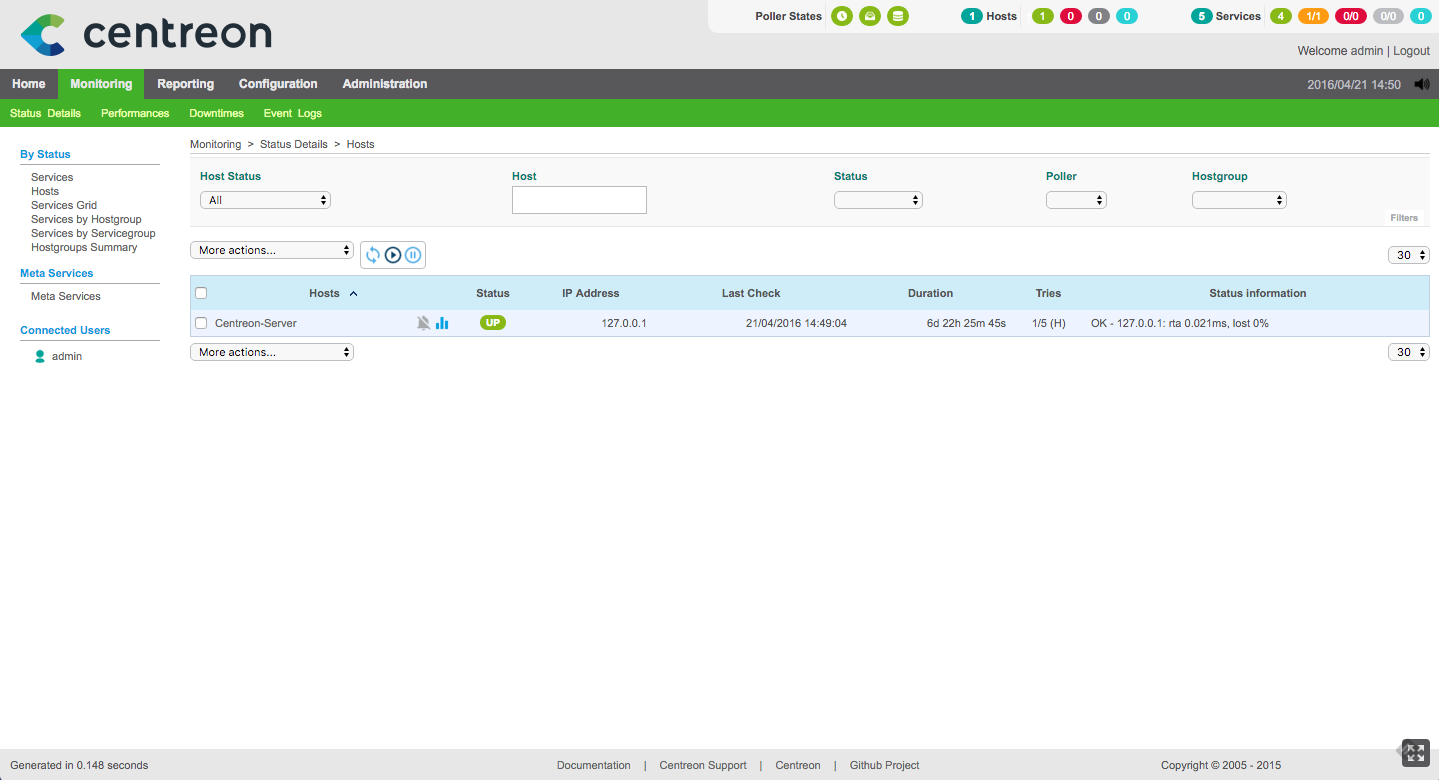 centreon
Poller States 1 Hosts 1 0 0 0 5 Services 4 1/1 0/0 0/0 0
Welcome admin | Logout
Home Monitoring Reporting Configuration Administration 2016/04/21 14:50
Status Details Performances Downtimes Event Logs
Monitoring > Status Details > Hosts
By Status
Services
Hosts
Services Grid
Services by Hostgroup
Services by Servicegroup
Hostgroups Summary
Meta Services
Meta Services
Connected Users
admin
Host Status Host Status Poller Hostgroup
All
Filters
More actions... 30
Hosts Status IP Address Last Check Duration Tries Status information
Centreon-Server UP 127.0.0.1 21/04/2016 14:49:04 6d 22h 25m 45s 1/5 (H) OK - 127.0.0.1: rta 0.021ms, lost 0%
More actions... 30
Generated in 0.148 seconds Documentation | Centreon Support | Centreon | Github Project Copyright © 2005 - 2015